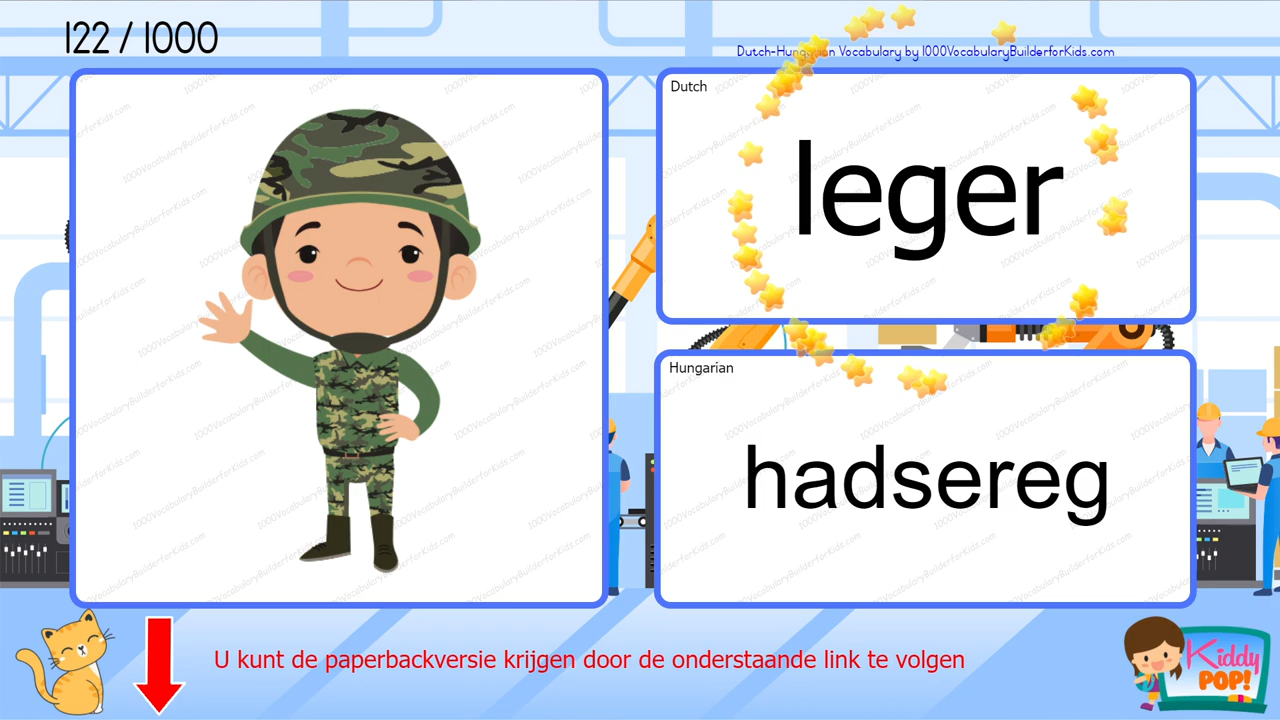 122 / 1000
Dutch-Hungarian Vocabulary by 1000VocabularyBuilderforKids.com
Dutch
leger
Hungarian
hadsereg
U kunt de paperbackversie krijgen door de onderstaande link te volgen
Kiddy
POP!